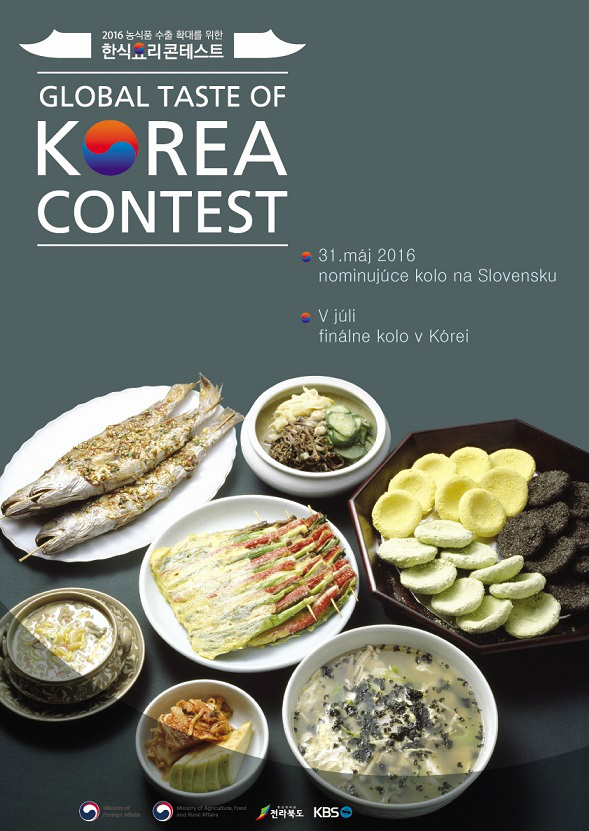 2016 농식품 수출 확대를 위한
한식요리콘테스트
GLOBAL TASTE OF
KOREA
CONTEST
31.máj 2016
nominujúce kolo na Slovensku
V júli
finálne kolo v Kórei
Ministry of
Foreign Affairs
Ministry of Agriculture, Food
and Rural Affairs
전라북도
KBS